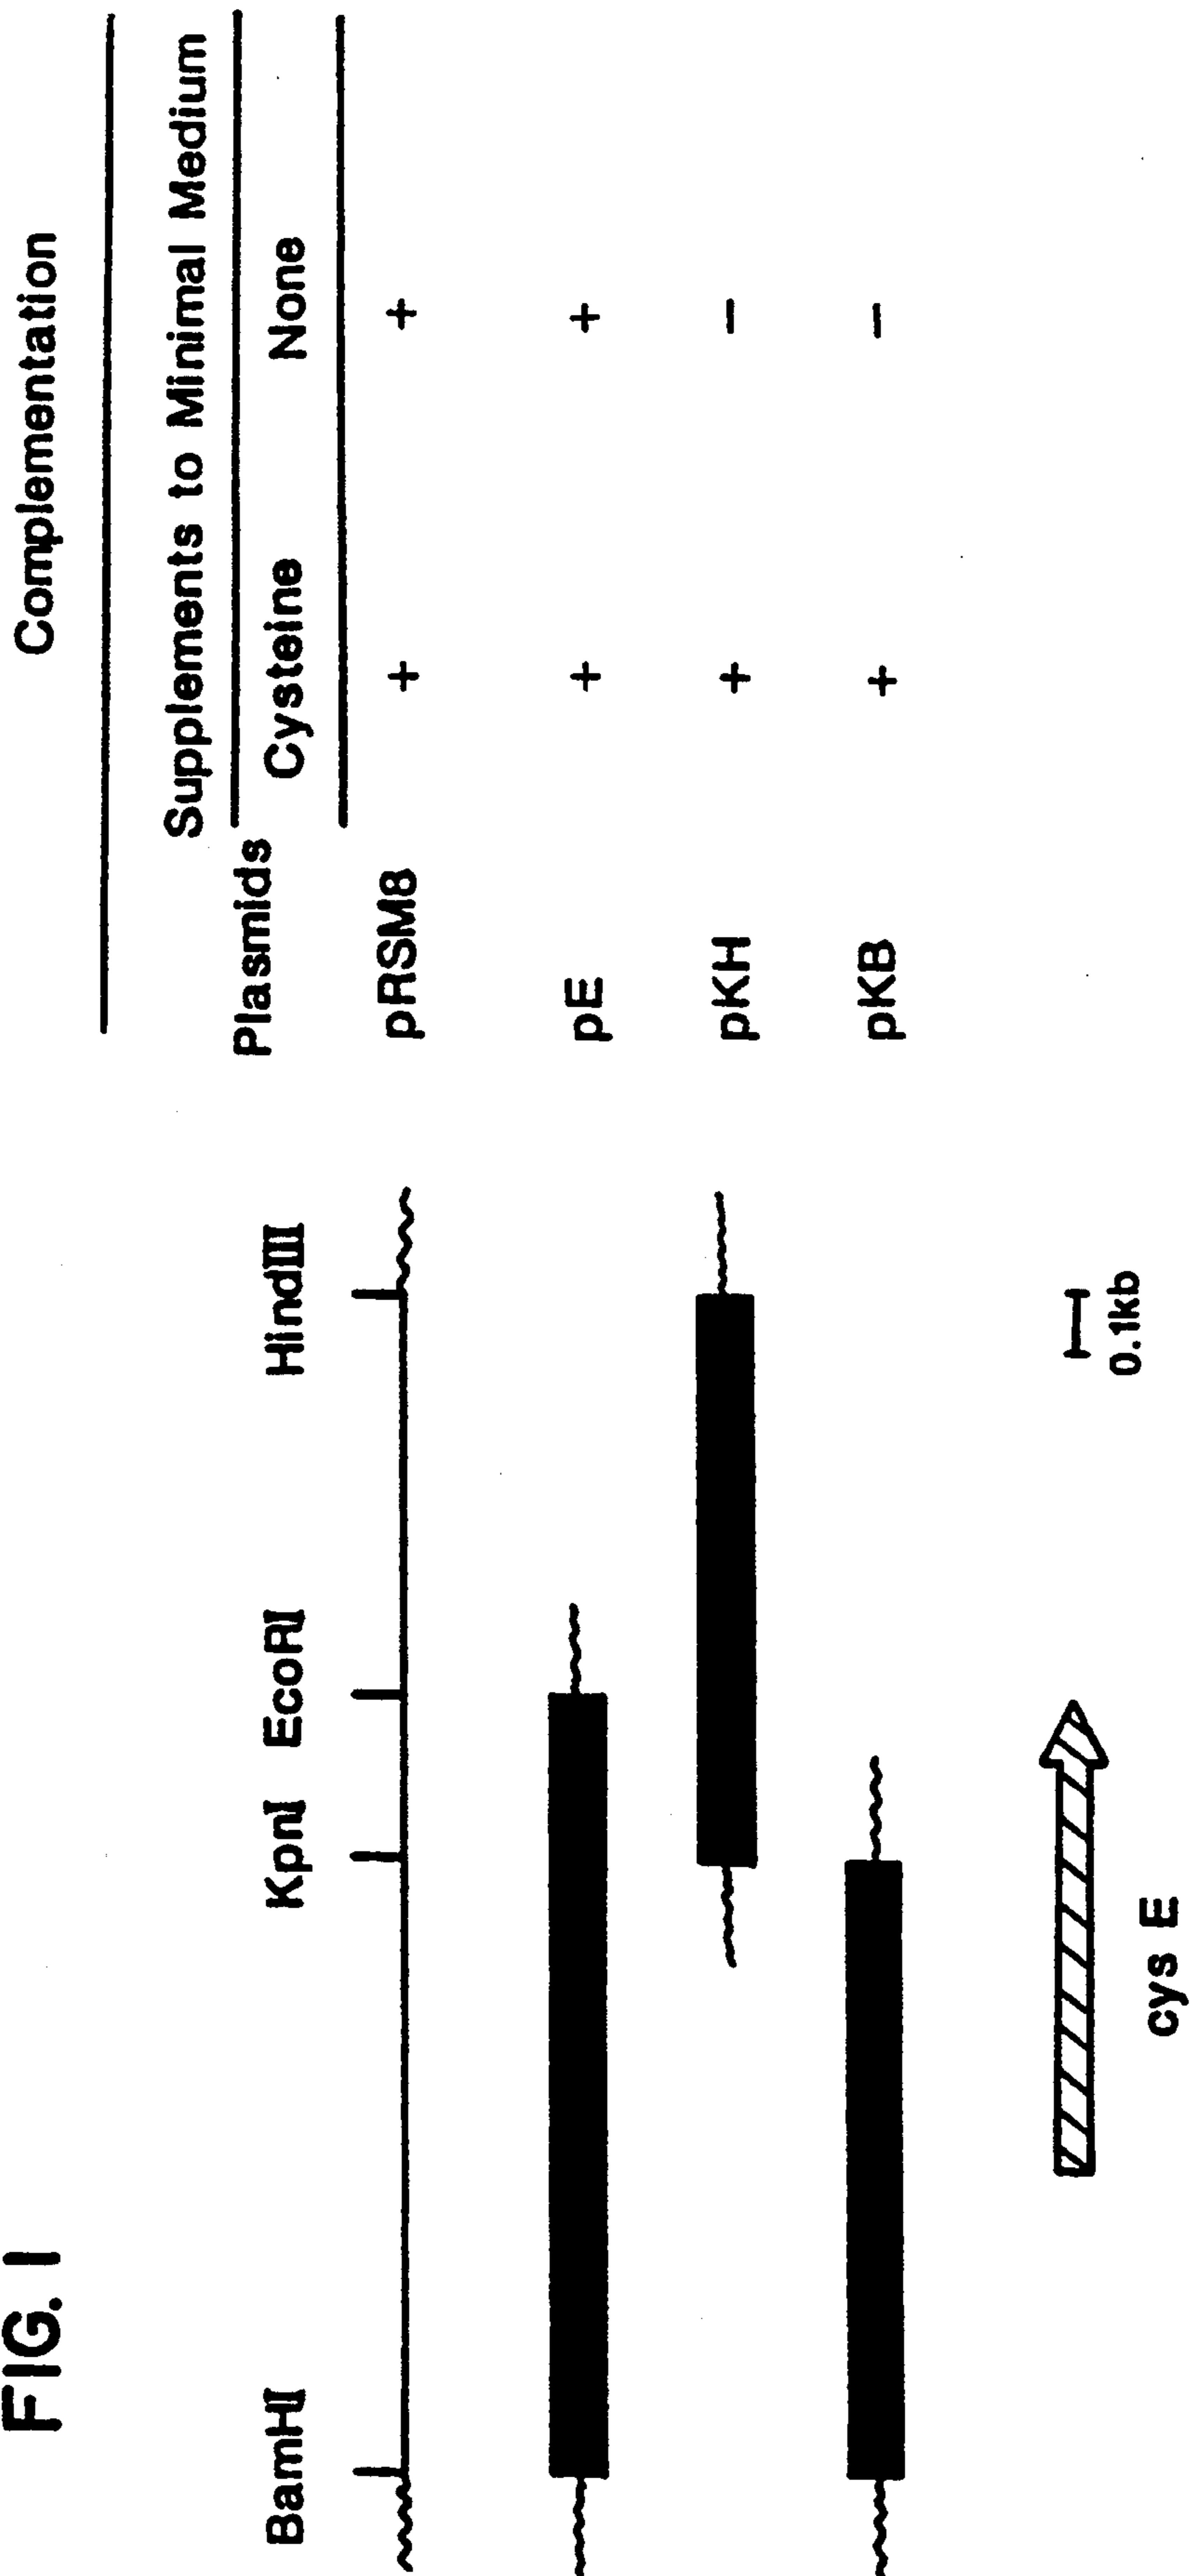 FIG. 1
Complementation
Supplements to Minimal Medium
Plasmids
Cysteine None
BamHI KpnI EcoRI HindIII
pRSM8 + +
pE + +
pKH + −
pKB + −
0.1kb
cys E